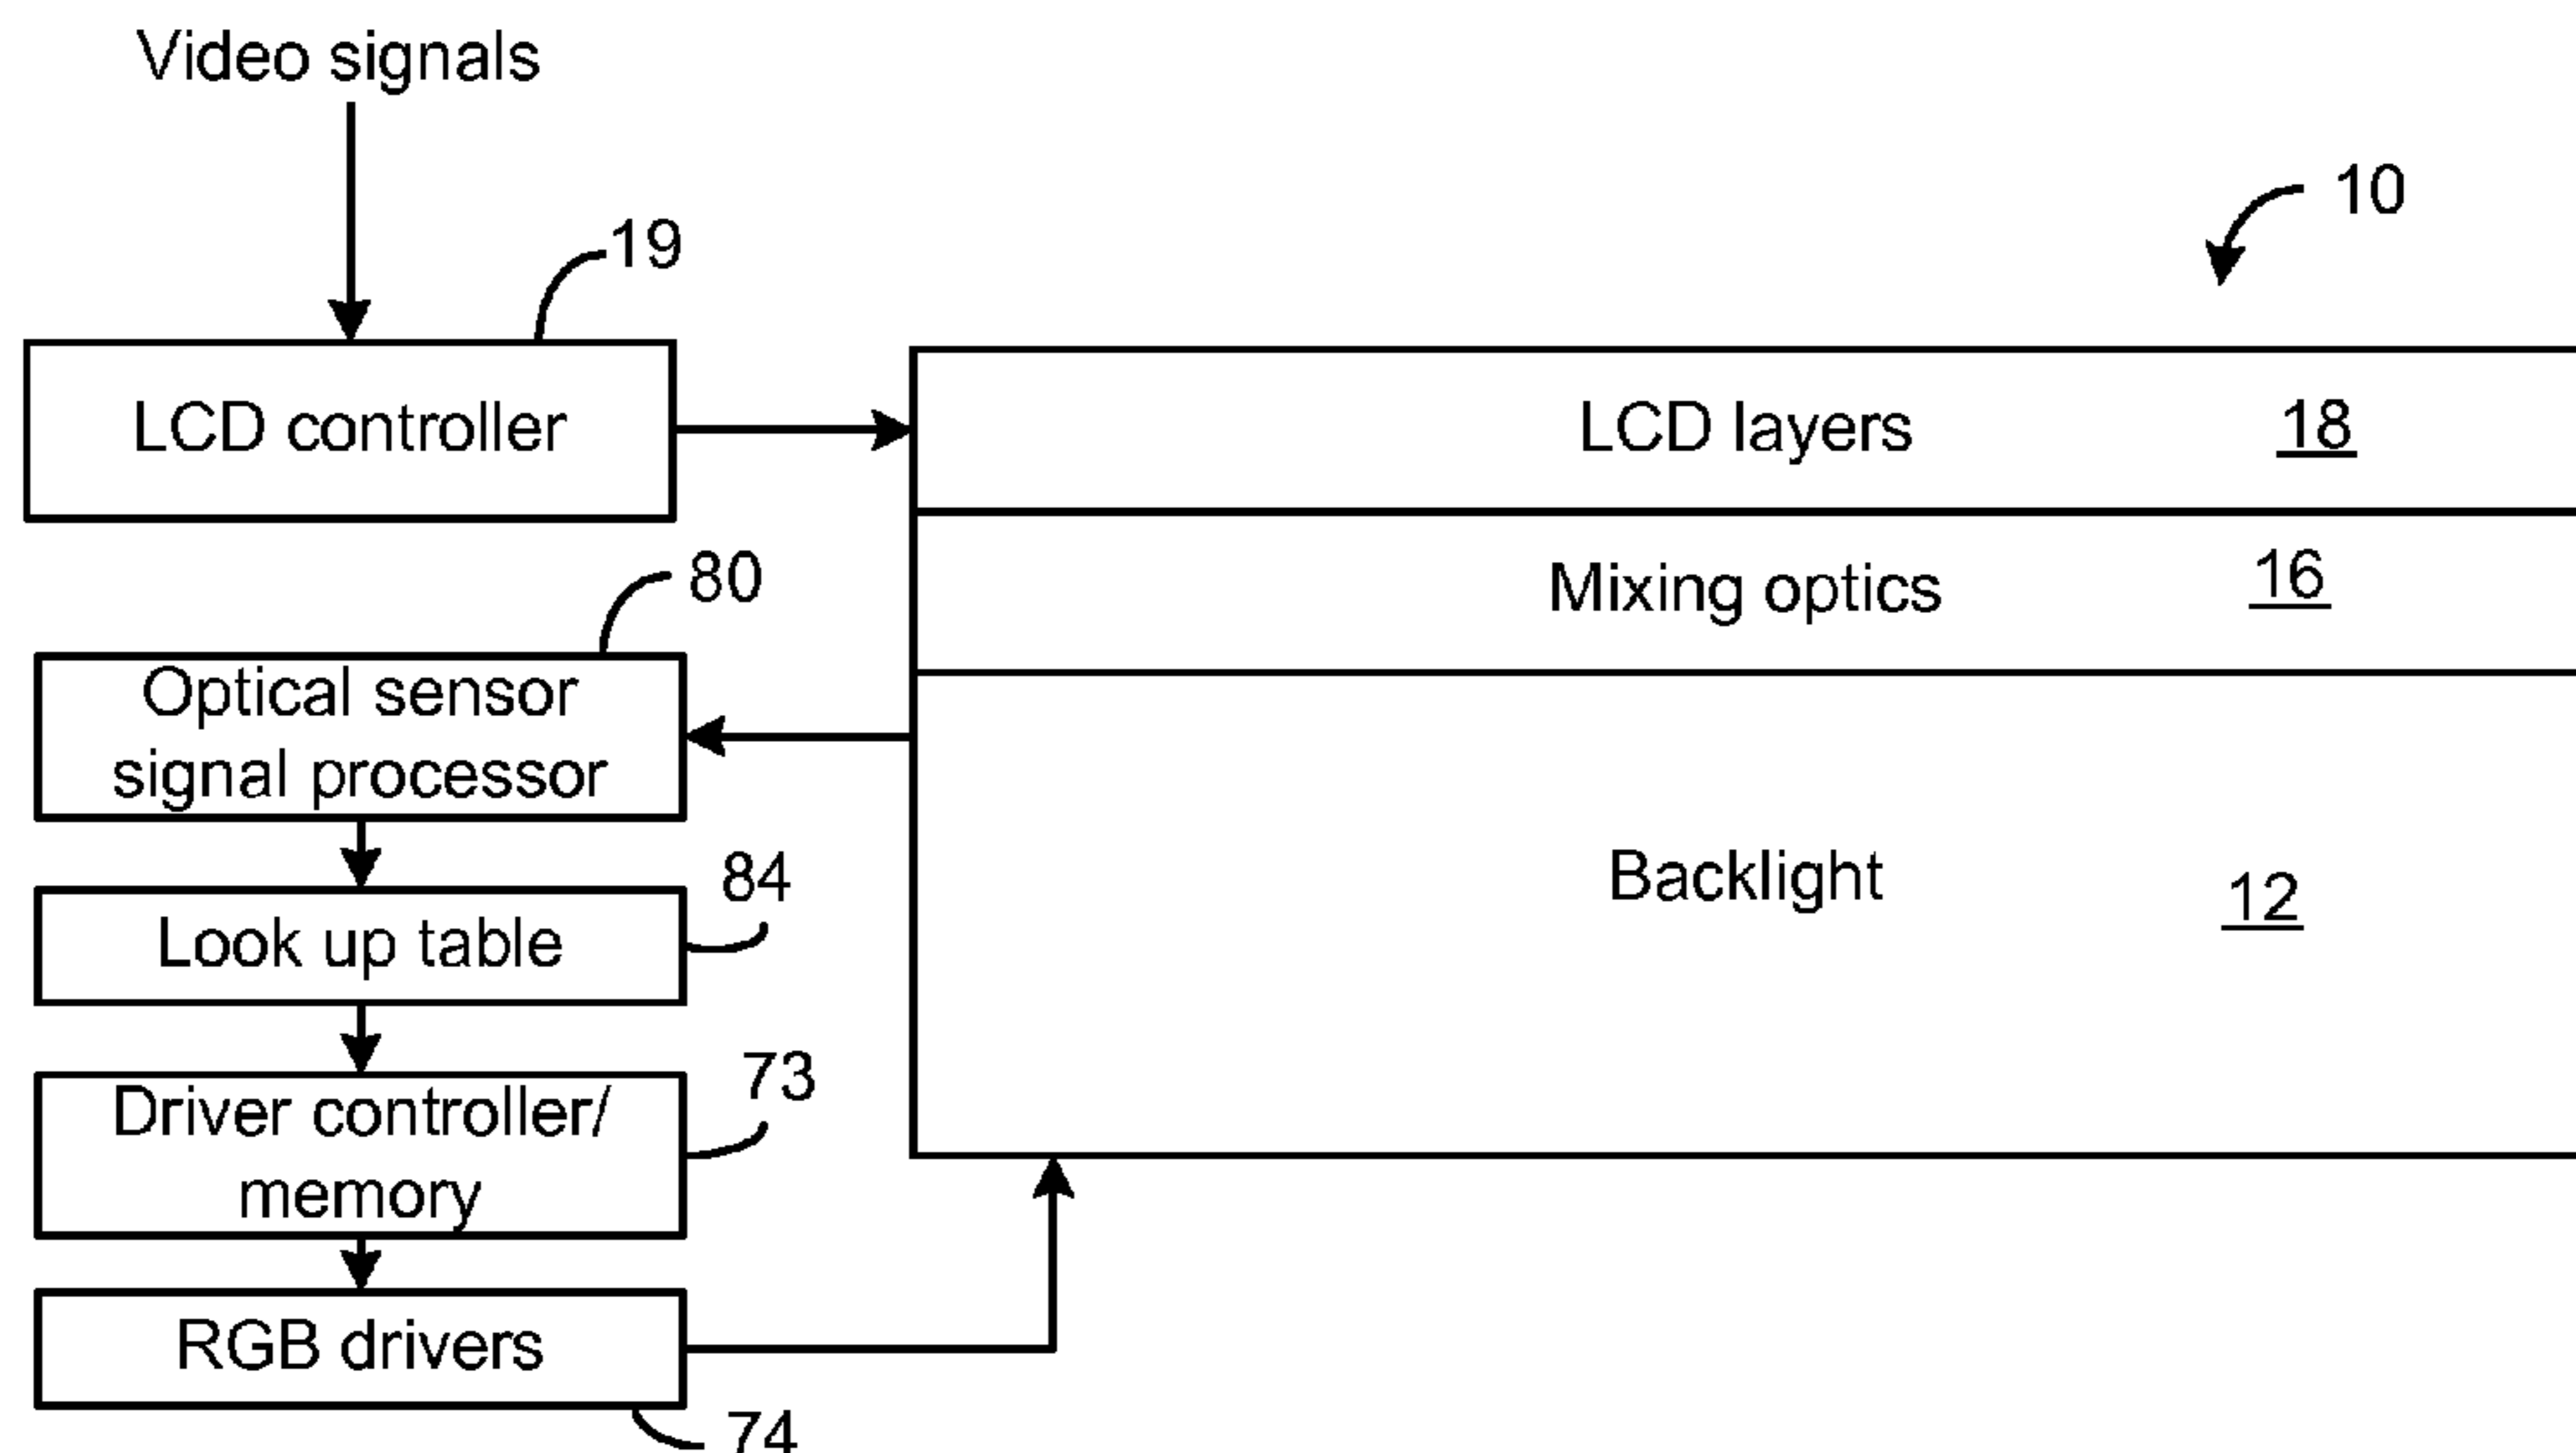 Video signals
19
10
LCD controller
LCD layers 18
80
Mixing optics 16
Optical sensor
signal processor
84
Backlight 12
Look up table
73
Driver controller/
memory
RGB drivers
74